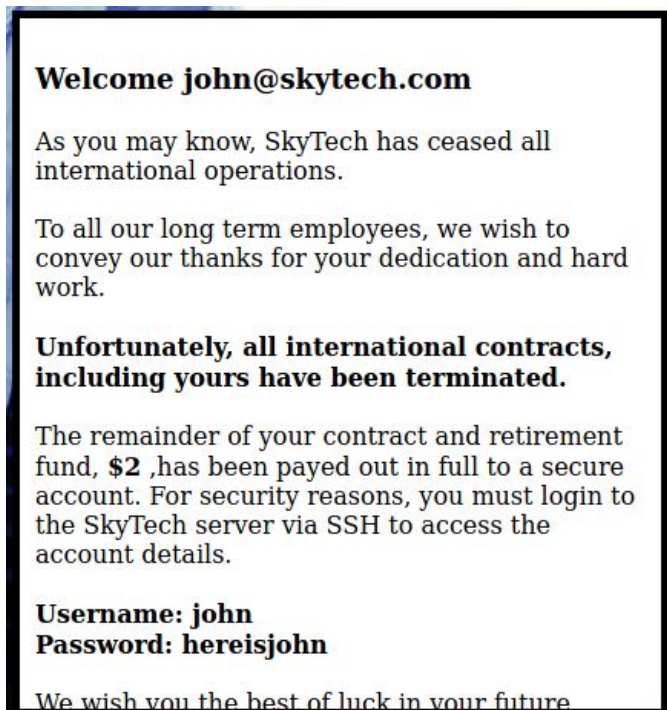 Welcome john@skytech.com
As you may know, SkyTech has ceased all
international operations.
To all our long term employees, we wish to
convey our thanks for your dedication and hard
work.
Unfortunately, all international contracts,
including yours have been terminated.
The remainder of your contract and retirement
fund, $2 ,has been payed out in full to a secure
account. For security reasons, you must login to
the SkyTech server via SSH to access the
account details.
Username: john
Password: hereisjohn
We wish you the best of luck in your future